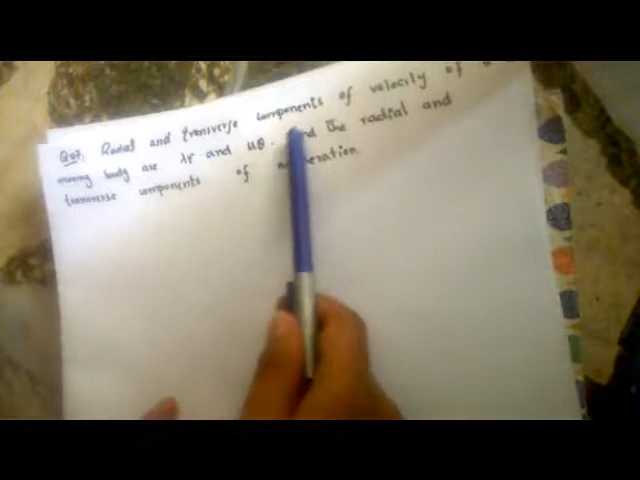 Q07: Radial and transverse components of velocity of a
moving body are λr and μθ. Find the radial and
transverse components of acceleration.